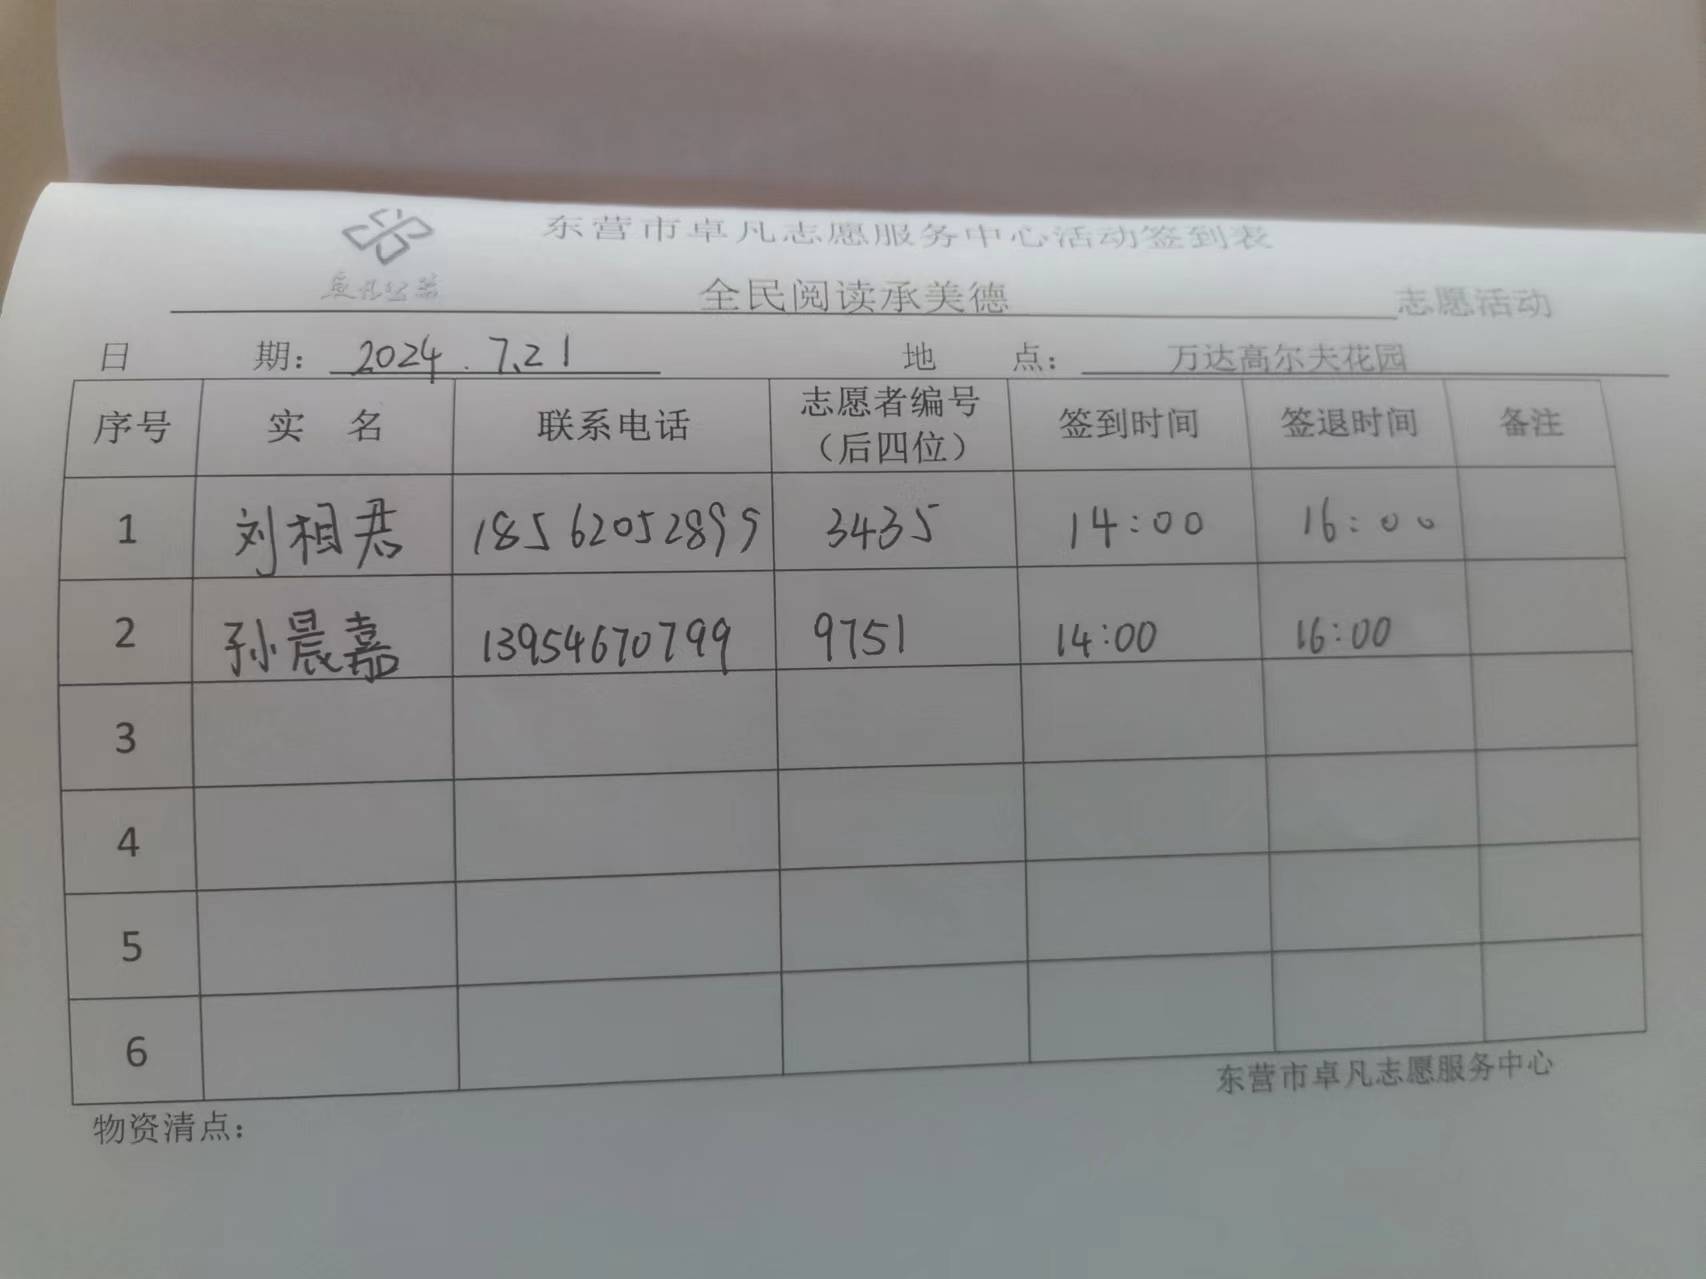 东营市卓凡志愿服务中心活动签到表
卓凡公益
全民阅读承美德 志愿活动
日 期： 2024.7.21 地 点： 万达高尔夫花园
序号 实 名 联系电话 志愿者编号（后四位） 签到时间 签退时间 备注
1 刘相君 18562052899 3435 14:00 16:00
2 孙晨嘉 13954670799 9751 14:00 16:00
3
4
5
6
东营市卓凡志愿服务中心
物资清点：